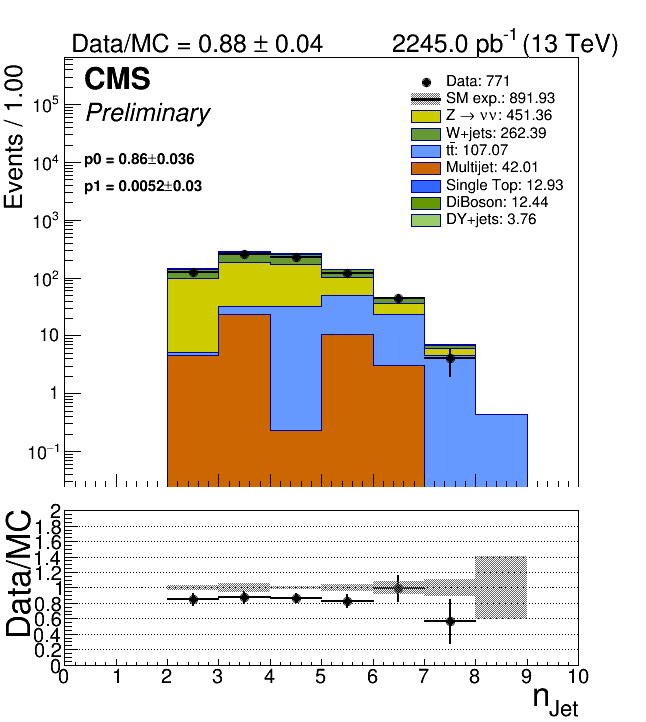 Data/MC = 0.88 ± 0.04
2245.0 pb⁻¹ (13 TeV)
CMS
Preliminary
p0 = 0.86±0.036
p1 = 0.0052±0.03
Data: 771
SM exp.: 891.93
Z → νν: 451.36
W+jets: 262.39
tt̄: 107.07
Multijet: 42.01
Single Top: 12.93
DiBoson: 12.44
DY+jets: 3.76
Events / 1.00
10⁵
10⁴
10³
10²
10
1
10⁻¹
Data/MC
2
1.8
1.6
1.4
1.2
1
0.8
0.6
0.4
0.2
0
0 1 2 3 4 5 6 7 8 9 10
n_Jet